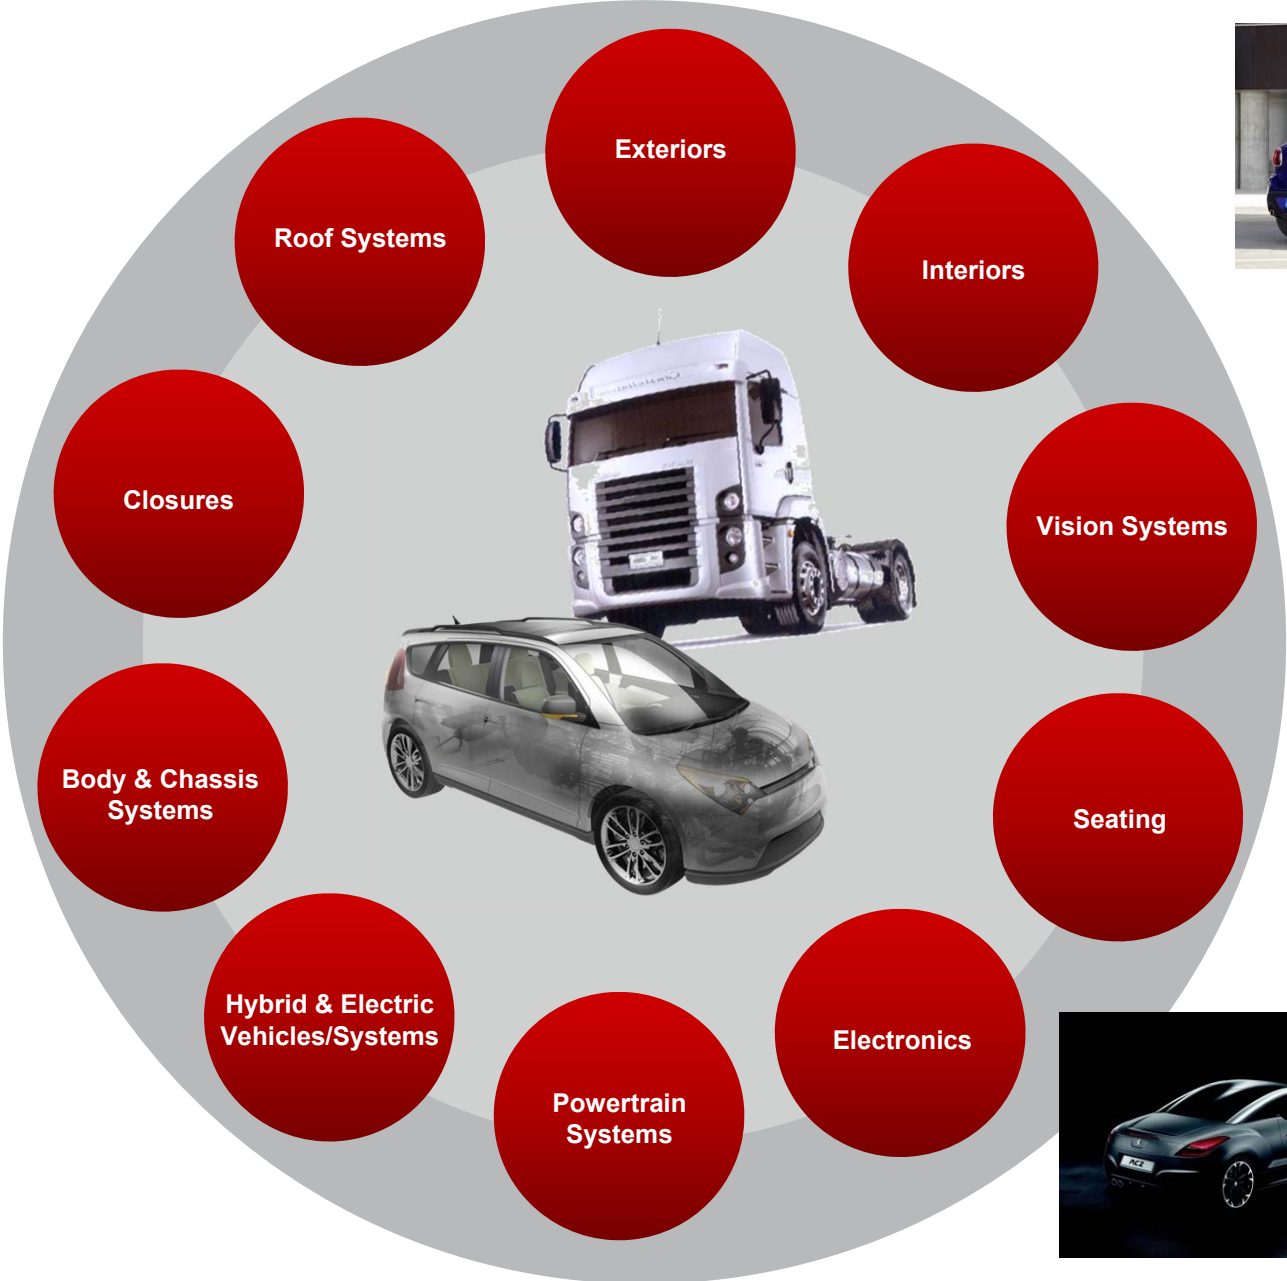 Exteriors
Interiors
Vision Systems
Seating
Electronics
Powertrain
Systems
Hybrid & Electric
Vehicles/Systems
Body & Chassis
Systems
Closures
Roof Systems